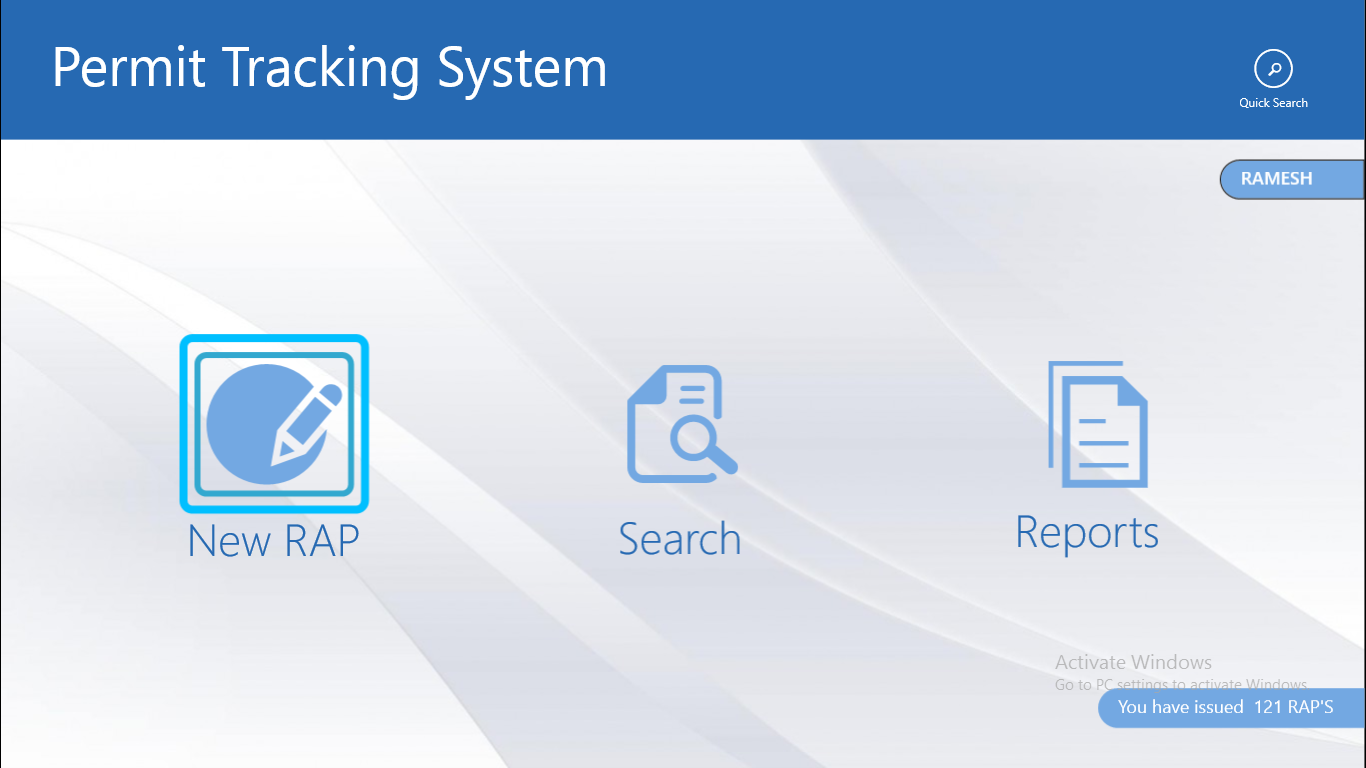 Permit Tracking System
Quick Search
RAMESH
New RAP
Search
Reports
Activate Windows
Go to PC settings to activate Windows
You have issued  121 RAP'S